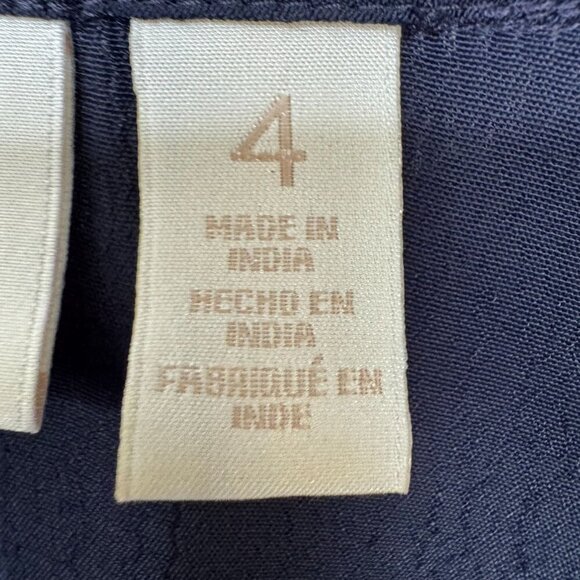 4
MADE IN
INDIA
HECHO EN
INDIA
FABRIQUÉ EN
INDE